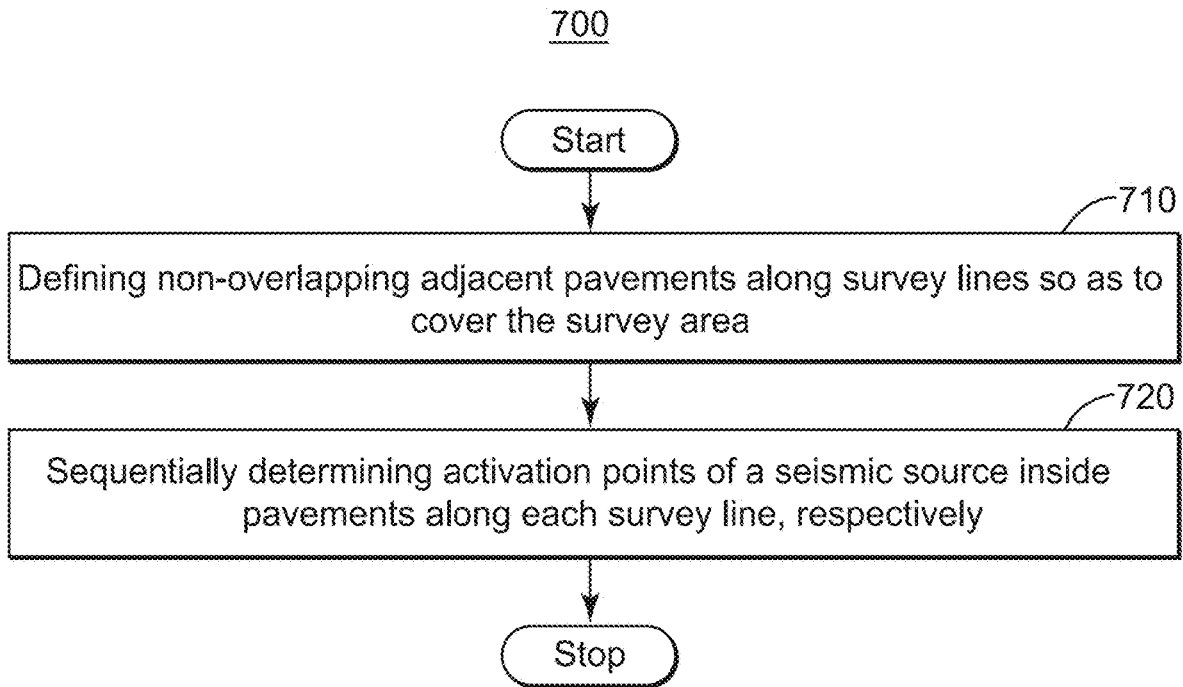 700
Start
710
Defining non-overlapping adjacent pavements along survey lines so as to
cover the survey area
720
Sequentially determining activation points of a seismic source inside
pavements along each survey line, respectively
Stop